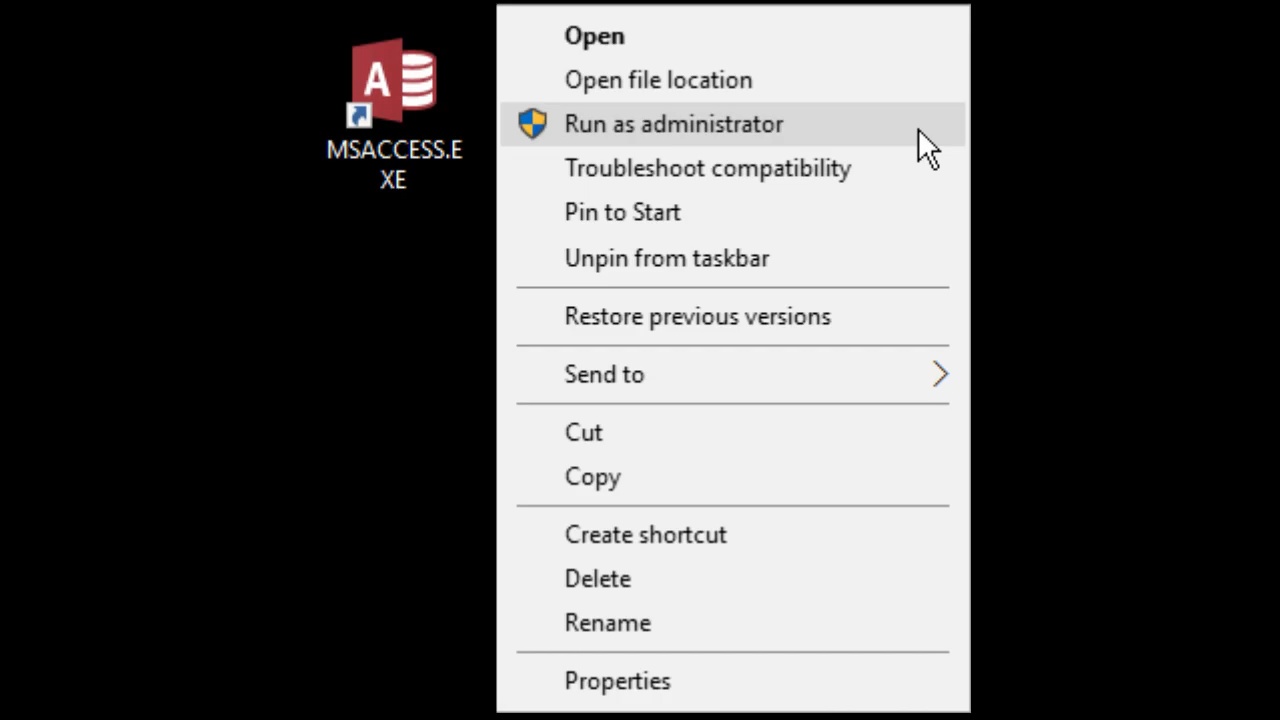 A
MSACCESS.E
XE
Open
Open file location
Run as administrator
Troubleshoot compatibility
Pin to Start
Unpin from taskbar
Restore previous versions
Send to
Cut
Copy
Create shortcut
Delete
Rename
Properties